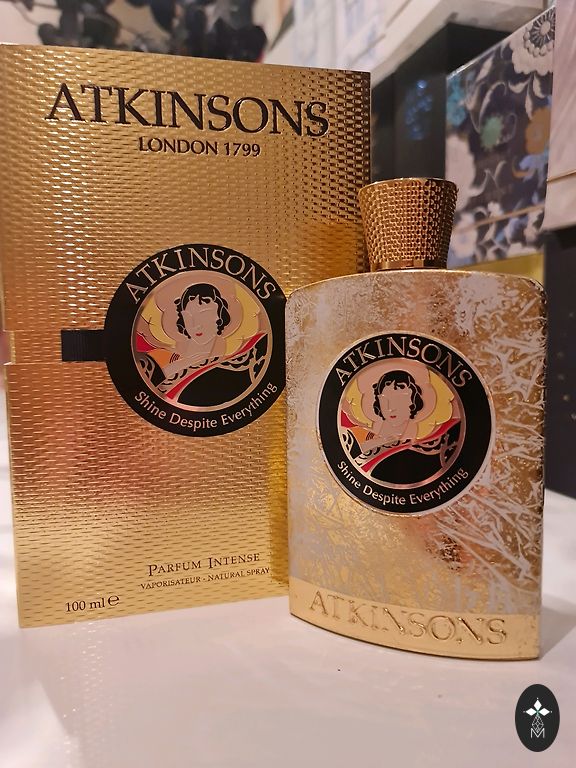 ATKINSONS
LONDON 1799
ATKINSONS
Shine Despite Everything
PARFUM INTENSE
VAPORISATEUR - NATURAL SPRAY
100 ml e
ATKINSONS
Shine Despite Everything
ATKINSONS
M